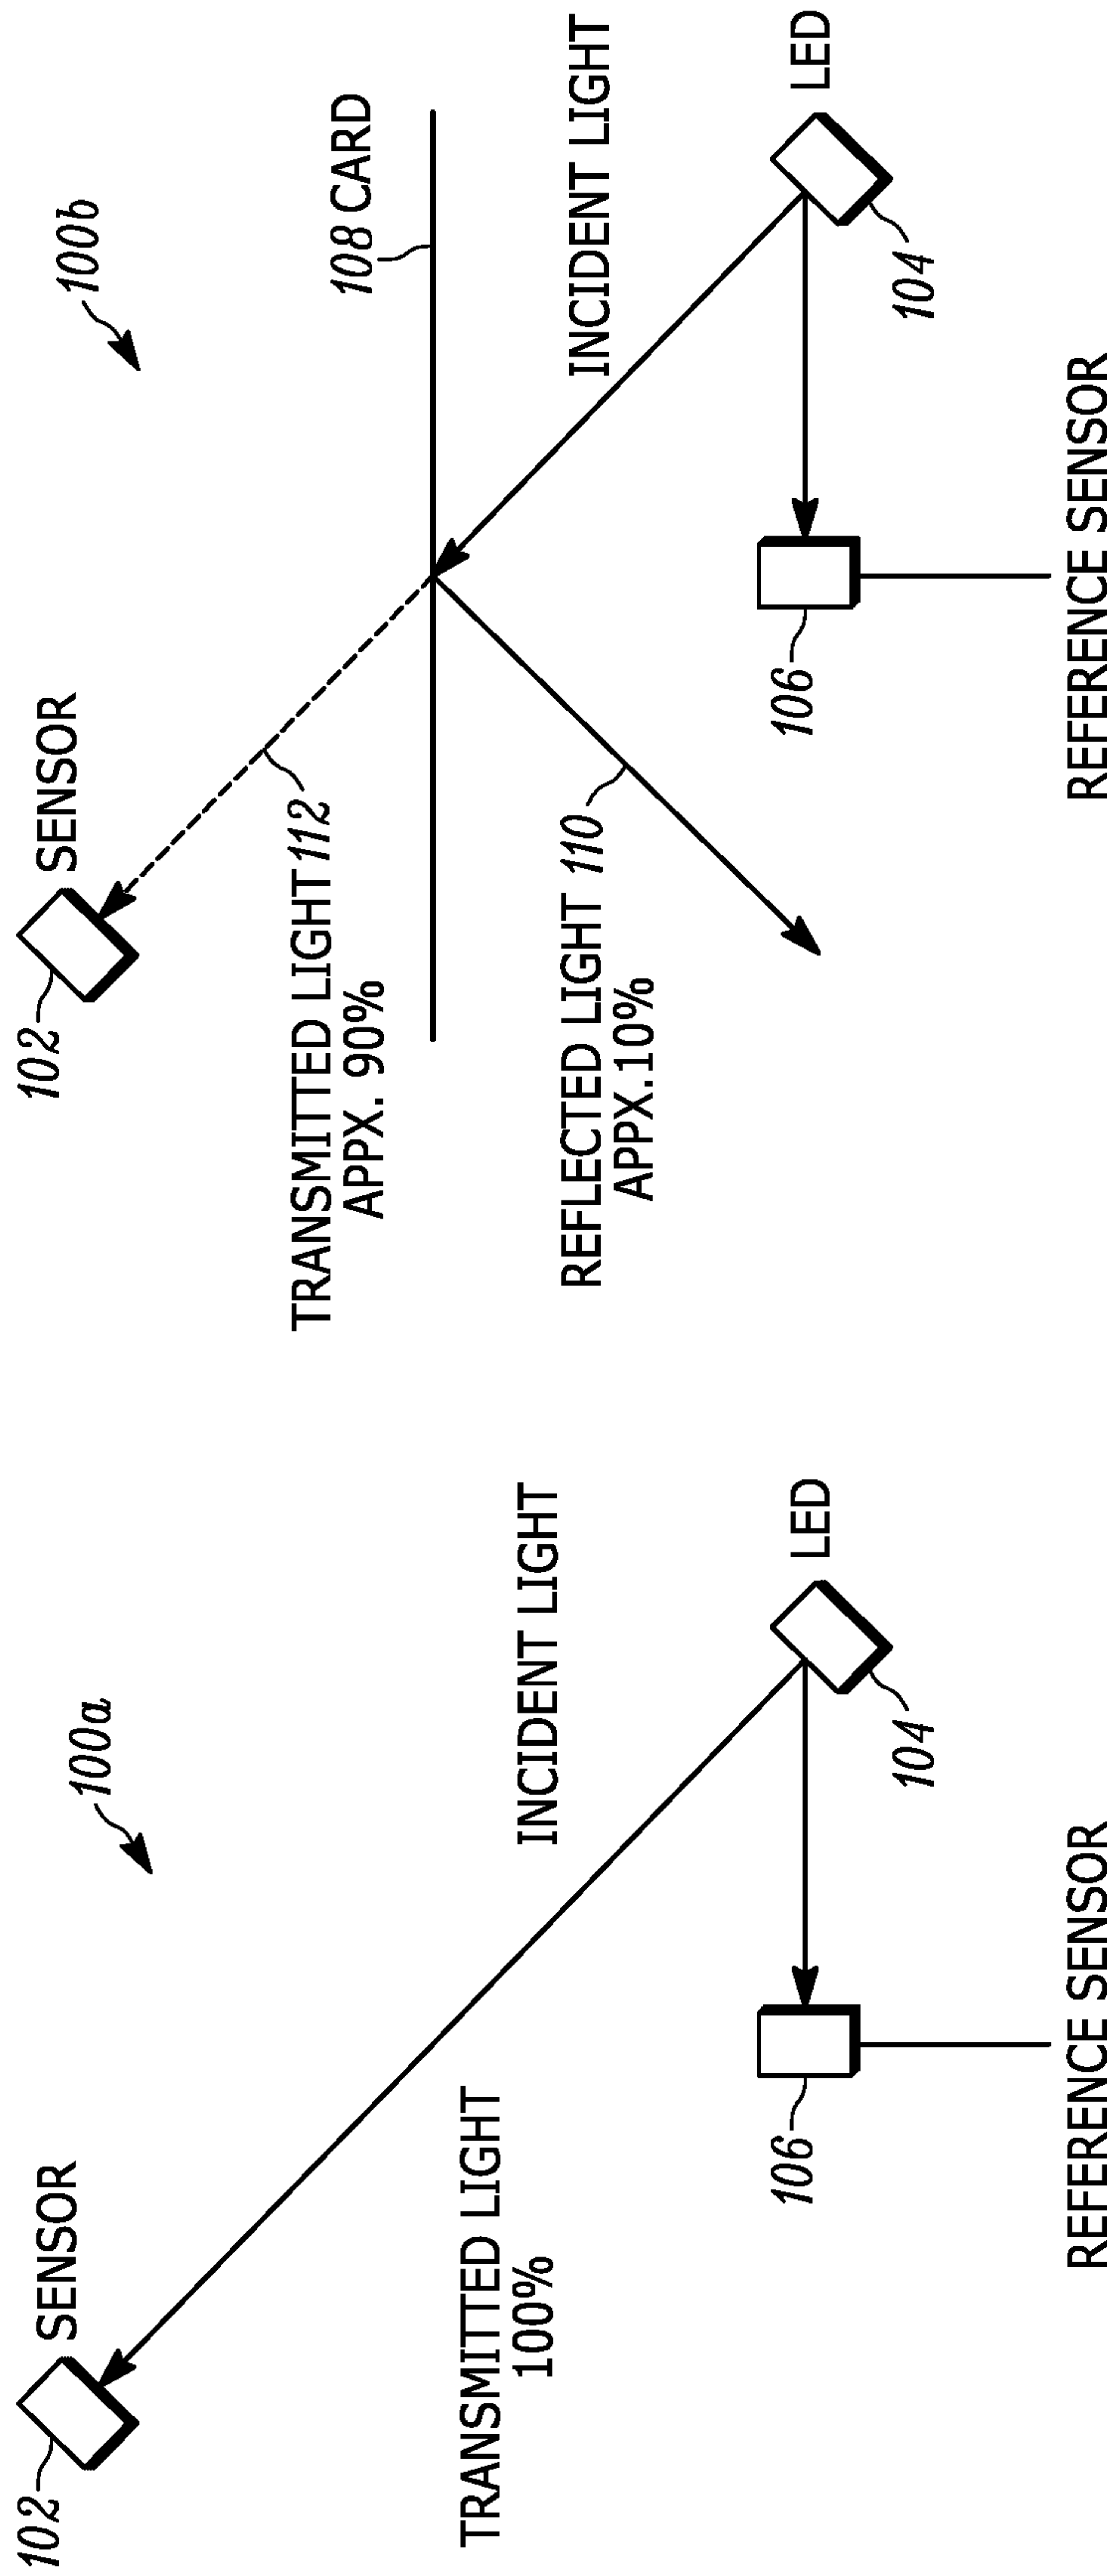 100a
102
SENSOR
INCIDENT LIGHT
TRANSMITTED LIGHT
100%
LED
104
106
REFERENCE SENSOR
100b
102
SENSOR
108 CARD
TRANSMITTED LIGHT 112
APPX. 90%
INCIDENT LIGHT
REFLECTED LIGHT 110
APPX.10%
LED
104
106
REFERENCE SENSOR